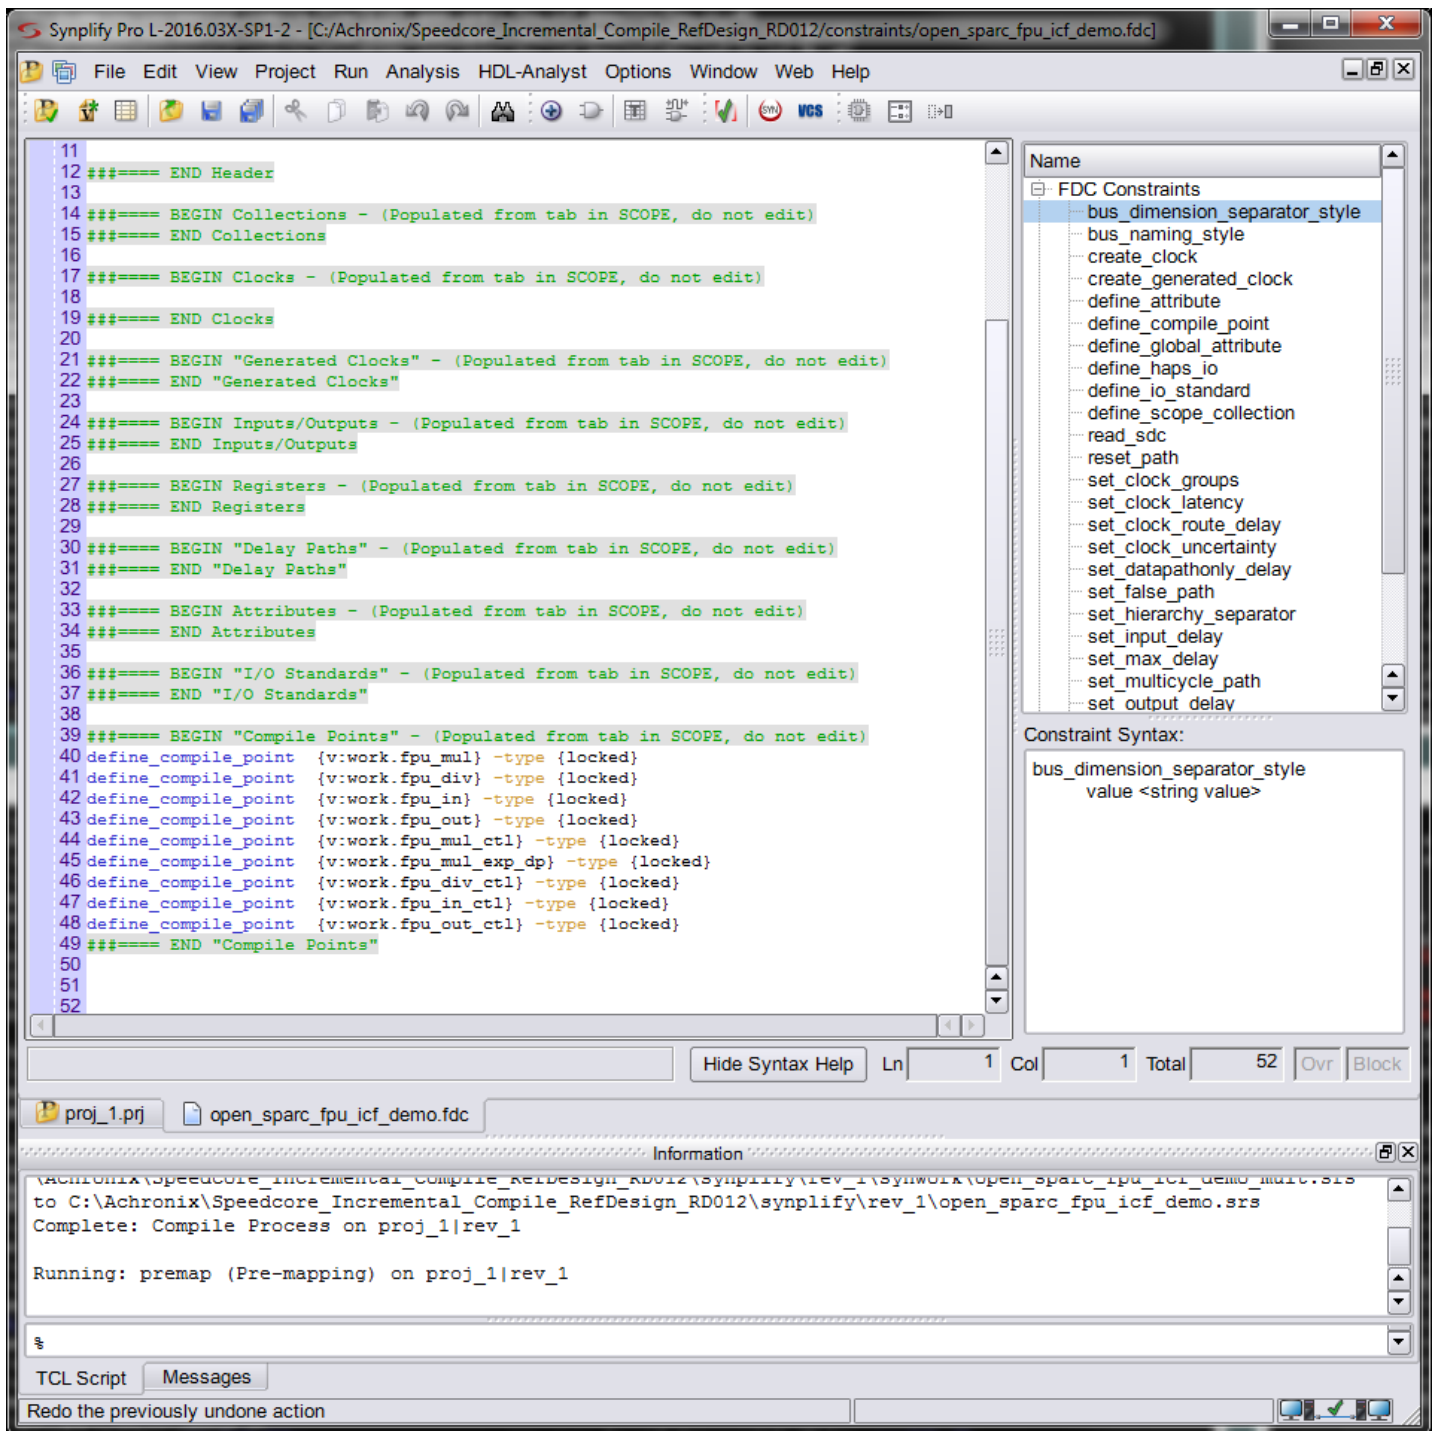 Synplify Pro L-2016.03X-SP1-2 - [C:/Achronix/Speedcore_Incremental_Compile_RefDesign_RD012/constraints/open_sparc_fpu_icf_demo.fdc]
File Edit View Project Run Analysis HDL-Analyst Options Window Web Help
SYN VCS
11
12 ###==== END Header
13
14 ###==== BEGIN Collections - (Populated from tab in SCOPE, do not edit)
15 ###==== END Collections
16
17 ###==== BEGIN Clocks - (Populated from tab in SCOPE, do not edit)
18
19 ###==== END Clocks
20
21 ###==== BEGIN "Generated Clocks" - (Populated from tab in SCOPE, do not edit)
22 ###==== END "Generated Clocks"
23
24 ###==== BEGIN Inputs/Outputs - (Populated from tab in SCOPE, do not edit)
25 ###==== END Inputs/Outputs
26
27 ###==== BEGIN Registers - (Populated from tab in SCOPE, do not edit)
28 ###==== END Registers
29
30 ###==== BEGIN "Delay Paths" - (Populated from tab in SCOPE, do not edit)
31 ###==== END "Delay Paths"
32
33 ###==== BEGIN Attributes - (Populated from tab in SCOPE, do not edit)
34 ###==== END Attributes
35
36 ###==== BEGIN "I/O Standards" - (Populated from tab in SCOPE, do not edit)
37 ###==== END "I/O Standards"
38
39 ###==== BEGIN "Compile Points" - (Populated from tab in SCOPE, do not edit)
40 define_compile_point {v:work.fpu_mul} -type {locked}
41 define_compile_point {v:work.fpu_div} -type {locked}
42 define_compile_point {v:work.fpu_in} -type {locked}
43 define_compile_point {v:work.fpu_out} -type {locked}
44 define_compile_point {v:work.fpu_mul_ctl} -type {locked}
45 define_compile_point {v:work.fpu_mul_exp_dp} -type {locked}
46 define_compile_point {v:work.fpu_div_ctl} -type {locked}
47 define_compile_point {v:work.fpu_in_ctl} -type {locked}
48 define_compile_point {v:work.fpu_out_ctl} -type {locked}
49 ###==== END "Compile Points"
50
51
52
Name
FDC Constraints
bus_dimension_separator_style
bus_naming_style
create_clock
create_generated_clock
define_attribute
define_compile_point
define_global_attribute
define_haps_io
define_io_standard
define_scope_collection
read_sdc
reset_path
set_clock_groups
set_clock_latency
set_clock_route_delay
set_clock_uncertainty
set_datapathonly_delay
set_false_path
set_hierarchy_separator
set_input_delay
set_max_delay
set_multicycle_path
set_output_delay
Constraint Syntax:
bus_dimension_separator_style
value <string value>
Hide Syntax Help Ln 1 Col 1 Total 52 Ovr Block
proj_1.prj open_sparc_fpu_icf_demo.fdc
Information
\Achronix\Speedcore_Incremental_Compile_RefDesign_RD012\synplify\rev_1\synwork\open_sparc_fpu_icf_demo_mult.srs
to C:\Achronix\Speedcore_Incremental_Compile_RefDesign_RD012\synplify\rev_1\open_sparc_fpu_icf_demo.srs
Complete: Compile Process on proj_1|rev_1
Running: premap (Pre-mapping) on proj_1|rev_1
%
TCL Script Messages
Redo the previously undone action